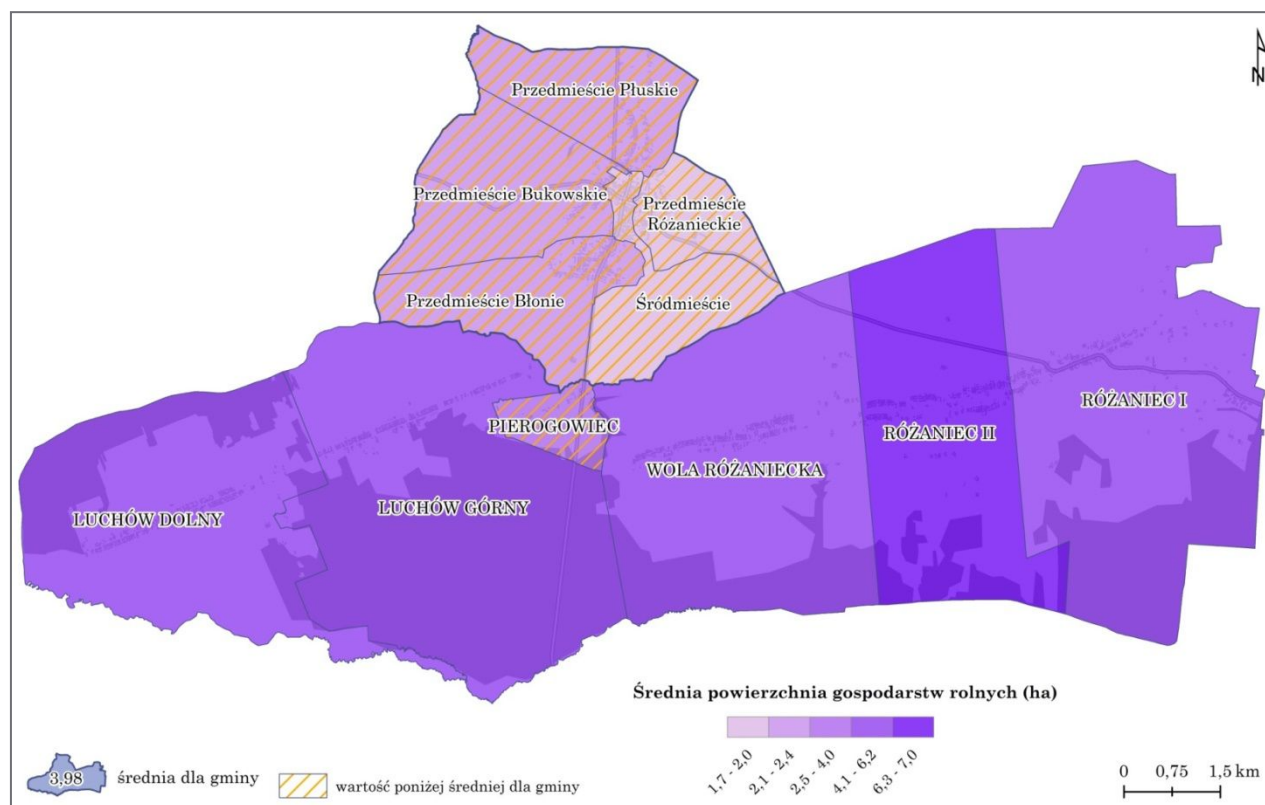 N
Przedmieście Płuskie
Przedmieście Bukowskie
Przedmieście
Różanieckie
Przedmieście Błonie
Śródmieście
RÓŻANIEC I
PIEROGOWIEC
RÓŻANIEC II
WOLA RÓŻANIECKA
LUCHÓW DOLNY
LUCHÓW GÓRNY
Średnia powierzchnia gospodarstw rolnych (ha)
1,7 - 2,0
2,1 - 2,4
2,5 - 4,0
4,1 - 6,2
6,3 - 7,0
3,98
średnia dla gminy
wartość poniżej średniej dla gminy
0 0,75 1,5 km